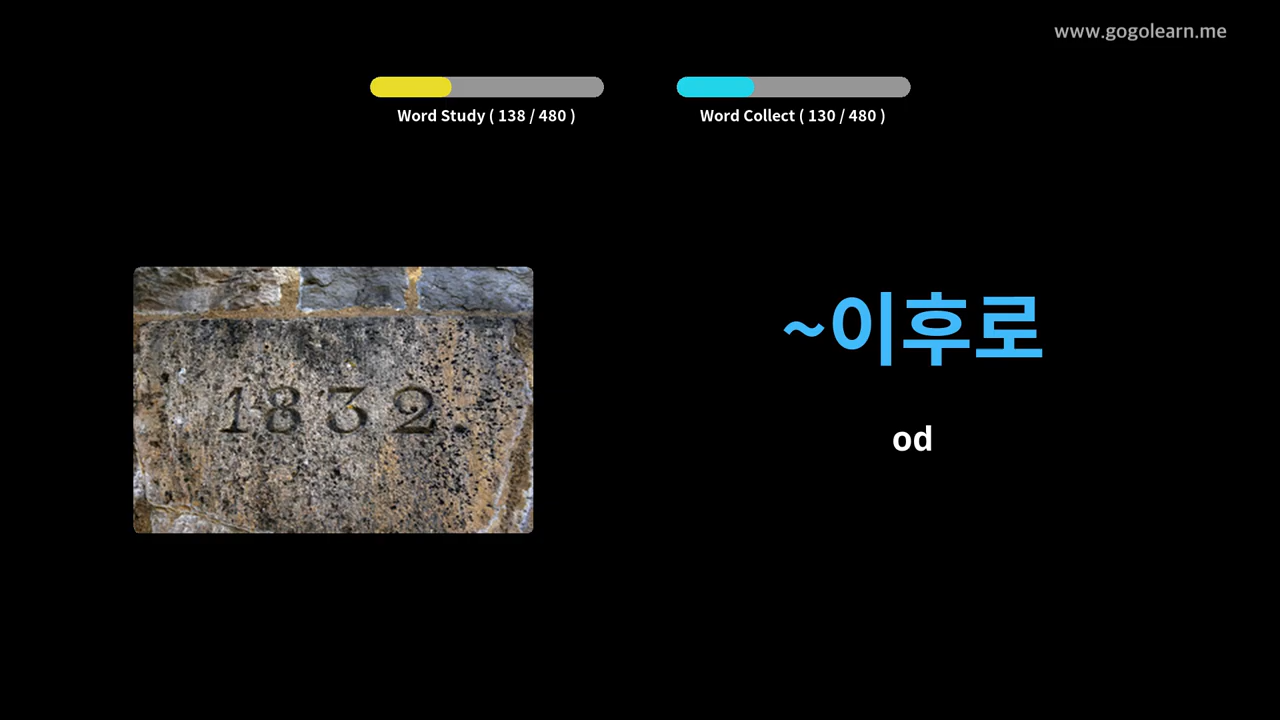 www.gogolearn.me
Word Study ( 138 / 480 )
Word Collect ( 130 / 480 )
1832.
~이후로
od